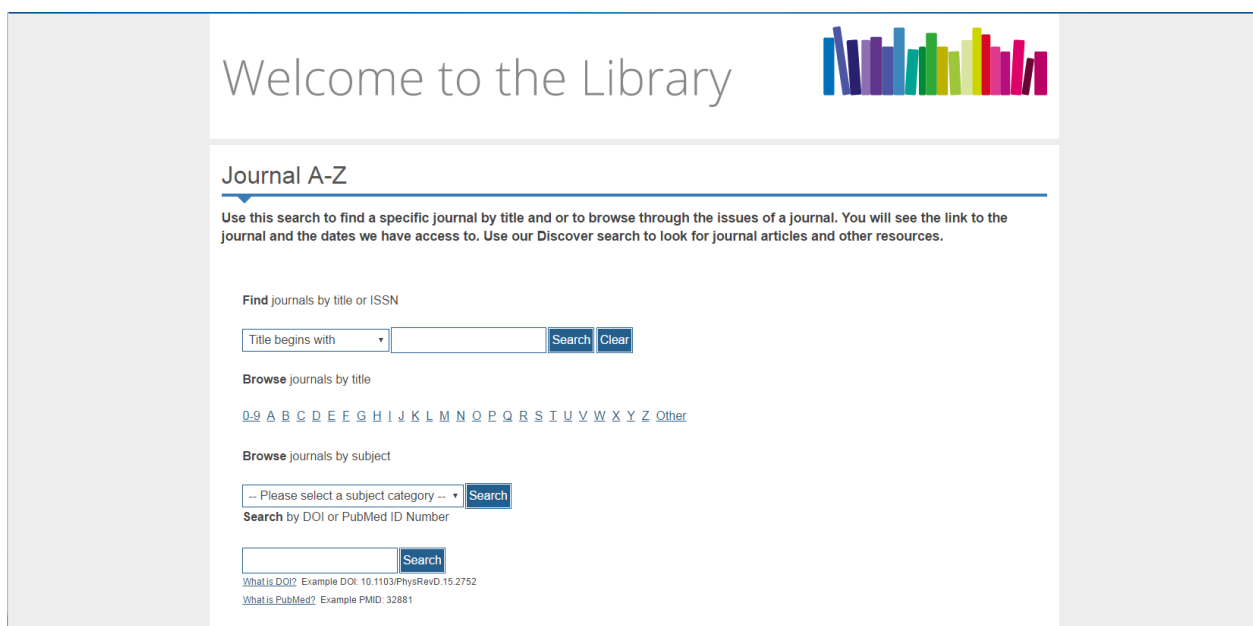 Welcome to the Library
Journal A-Z
Use this search to find a specific journal by title and or to browse through the issues of a journal. You will see the link to the
journal and the dates we have access to. Use our Discover search to look for journal articles and other resources.
Find journals by title or ISSN
Title begins with Search Clear
Browse journals by title
0-9 A B C D E F G H I J K L M N O P Q R S T U V W X Y Z Other
Browse journals by subject
-- Please select a subject category -- Search
Search by DOI or PubMed ID Number
Search
What is DOI? Example DOI: 10.1103/PhysRevD.15.2752
What is PubMed? Example PMID: 32881